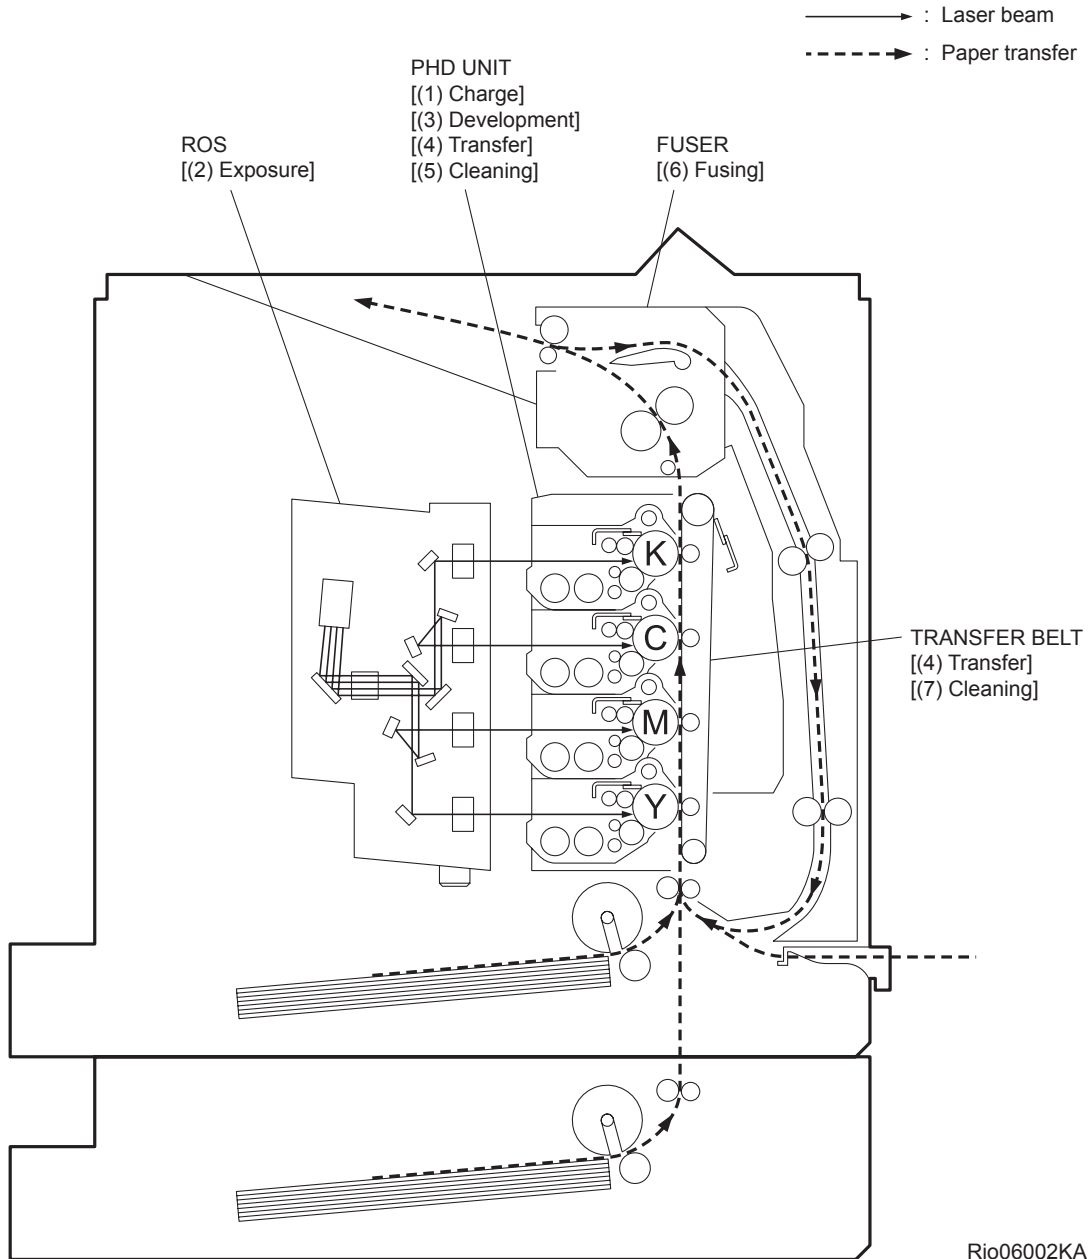 : Laser beam
: Paper transfer
PHD UNIT
[(1) Charge]
[(3) Development]
[(4) Transfer]
[(5) Cleaning]
ROS
[(2) Exposure]
FUSER
[(6) Fusing]
K
C
M
Y
TRANSFER BELT
[(4) Transfer]
[(7) Cleaning]
Rio06002KA